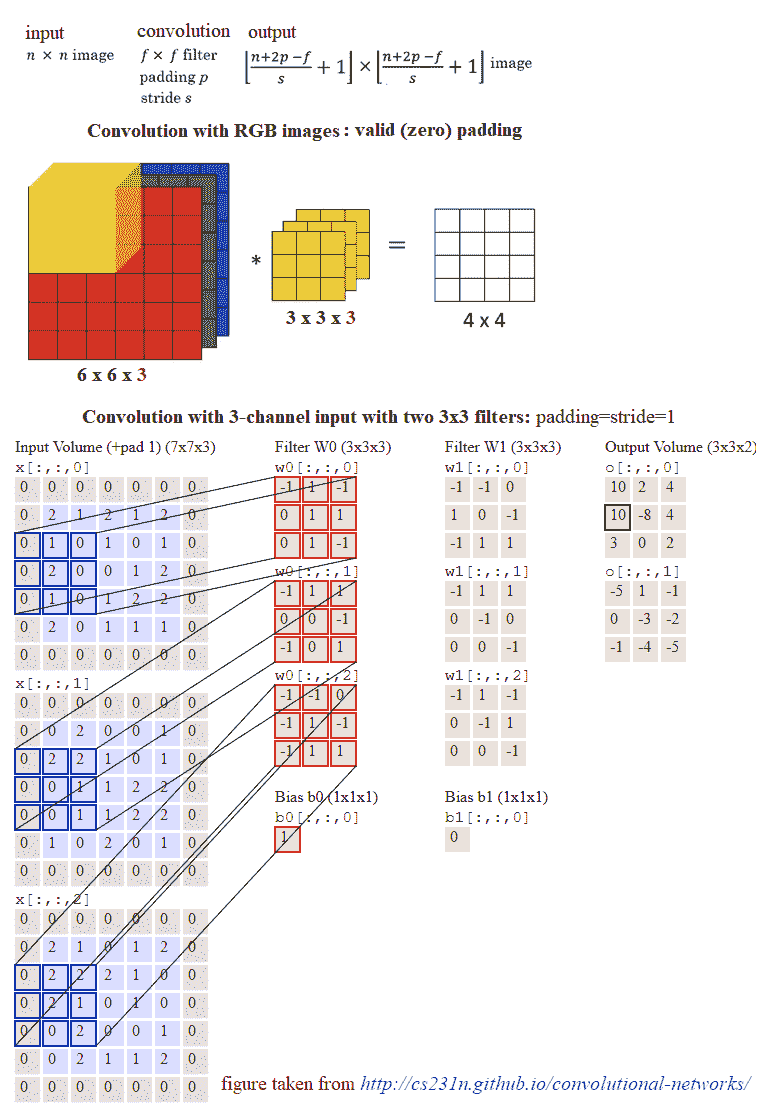 input convolution output
n × n image f × f filter ⌊(n+2p−f)/s + 1⌋ × ⌊(n+2p−f)/s + 1⌋ image
padding p
stride s
Convolution with RGB images : valid (zero) padding
* =
3 x 3 x 3 4 x 4
6 x 6 x 3
Convolution with 3-channel input with two 3x3 filters: padding=stride=1
Input Volume (+pad 1) (7x7x3)
x[:,:,0]
0 0 0 0 0 0 0
0 2 1 2 1 2 0
0 1 0 1 0 1 0
0 2 0 0 1 2 0
0 1 0 1 2 2 0
0 2 0 1 1 1 0
0 0 0 0 0 0 0
x[:,:,1]
0 0 0 0 0 0 0
0 0 2 0 0 1 0
0 2 2 1 0 1 0
0 0 1 1 2 2 0
0 0 1 1 2 2 0
0 1 0 2 0 1 0
0 0 0 0 0 0 0
x[:,:,2]
0 0 0 0 0 0 0
0 2 1 0 1 2 0
0 2 2 2 1 0 0
0 2 1 0 1 0 0
0 0 2 0 0 1 0
0 0 2 1 1 2 0
0 0 0 0 0 0 0
Filter W0 (3x3x3)
w0[:,:,0]
-1 1 -1
0 1 1
0 1 -1
w0[:,:,1]
-1 1 1
0 0 -1
-1 0 1
w0[:,:,2]
-1 -1 0
-1 1 -1
-1 1 1
Bias b0 (1x1x1)
b0[:,:,0]
1
Filter W1 (3x3x3)
w1[:,:,0]
-1 -1 0
1 0 -1
-1 1 1
w1[:,:,1]
-1 1 1
0 -1 0
0 0 -1
w1[:,:,2]
-1 1 -1
0 -1 1
0 0 -1
Bias b1 (1x1x1)
b1[:,:,0]
0
Output Volume (3x3x2)
o[:,:,0]
10 2 4
10 -8 4
3 0 2
o[:,:,1]
-5 1 -1
0 -3 -2
-1 -4 -5
figure taken from http://cs231n.github.io/convolutional-networks/